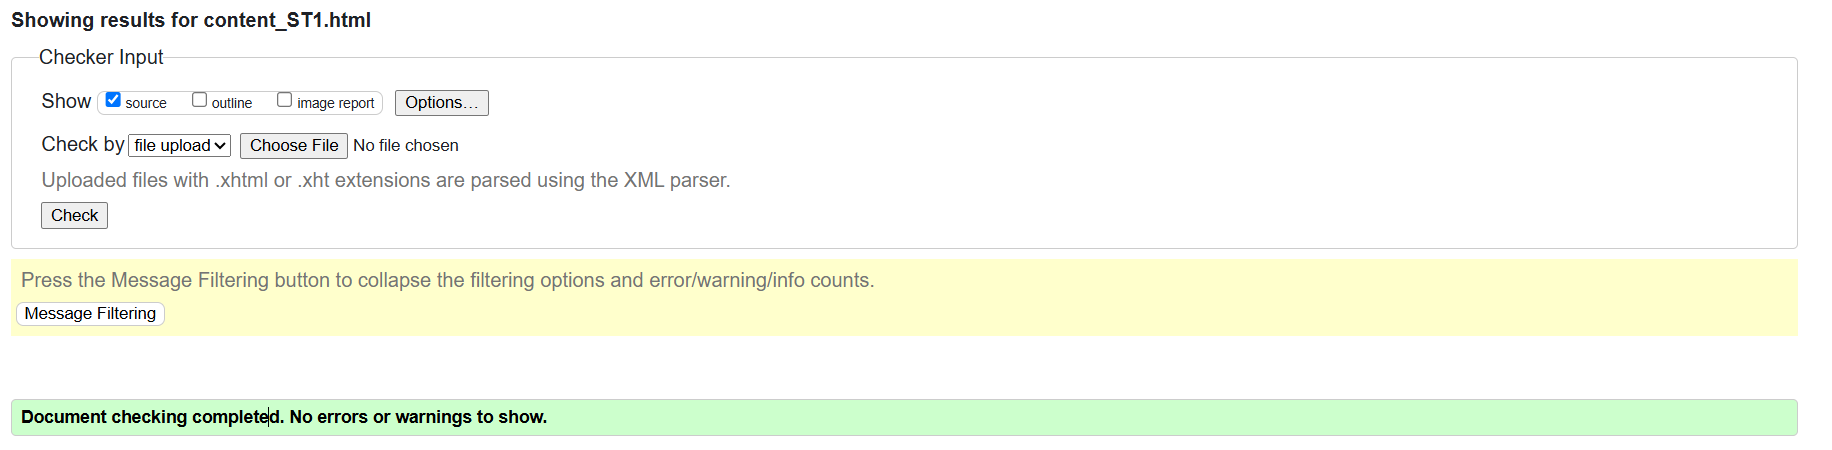 Showing results for content_ST1.html
Checker Input
Show source outline image report Options...
Check by file upload Choose File No file chosen
Uploaded files with .xhtml or .xht extensions are parsed using the XML parser.
Check
Press the Message Filtering button to collapse the filtering options and error/warning/info counts.
Message Filtering
Document checking completed. No errors or warnings to show.